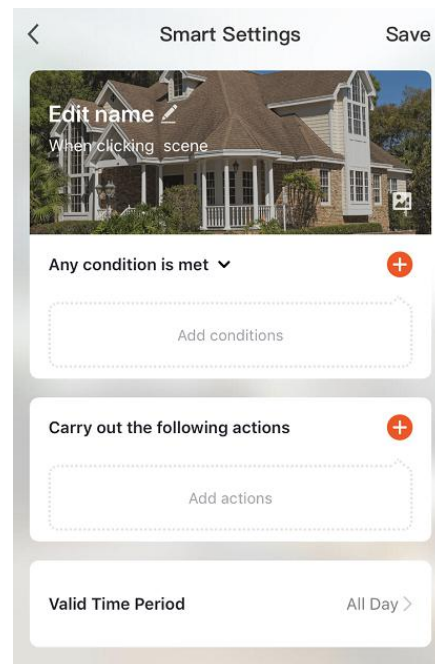 Smart Settings Save
Edit name
When clicking scene
Any condition is met
Add conditions
Carry out the following actions
Add actions
Valid Time Period All Day